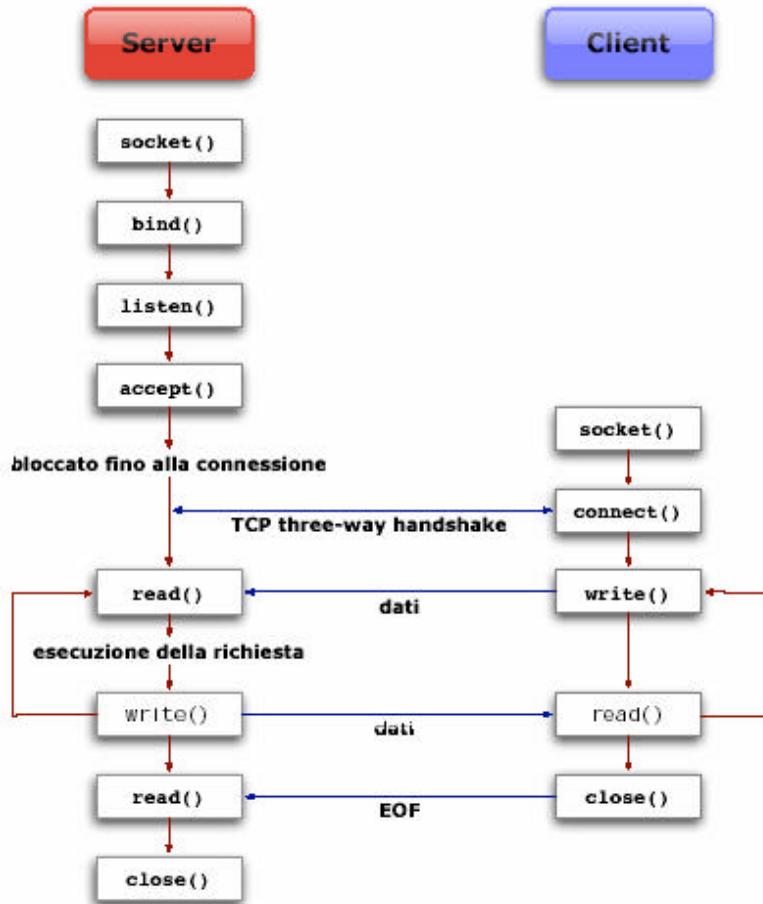 Server
Client
socket()
bind()
listen()
accept()
socket()
bloccato fino alla connessione
connect()
TCP three-way handshake
read()
write()
dati
esecuzione della richiesta
write()
read()
dati
read()
close()
EOF
close()